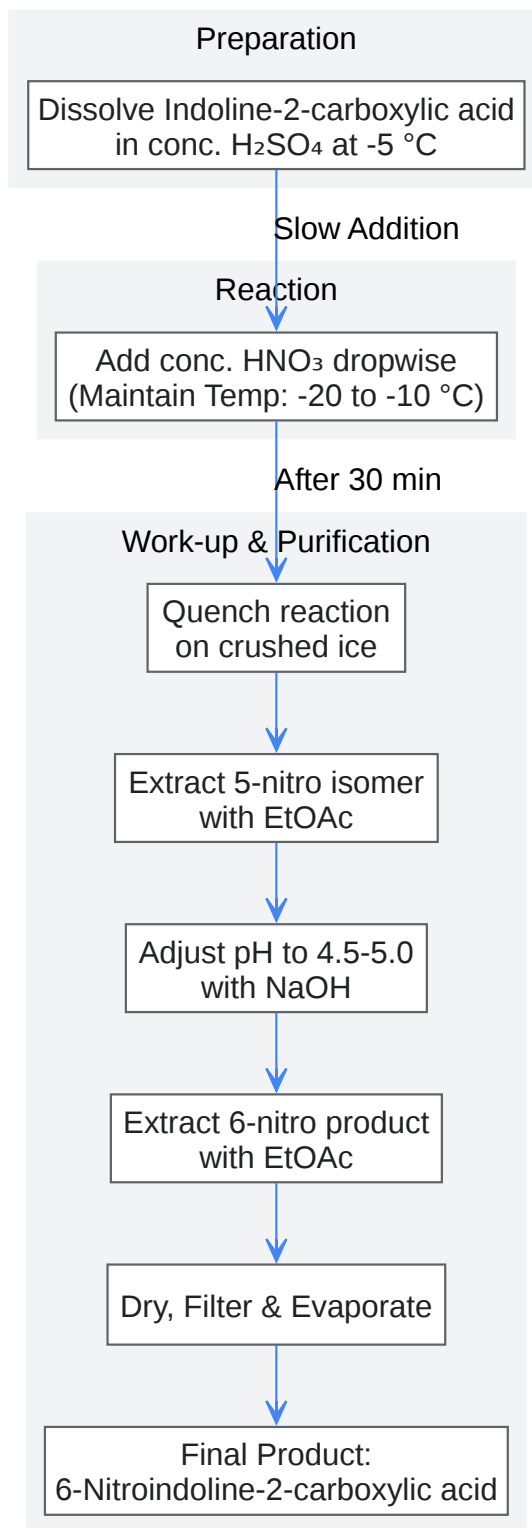 Preparation
Dissolve Indoline-2-carboxylic acid
in conc. H₂SO₄ at -5 °C
Slow Addition
Reaction
Add conc. HNO₃ dropwise
(Maintain Temp: -20 to -10 °C)
After 30 min
Work-up & Purification
Quench reaction
on crushed ice
Extract 5-nitro isomer
with EtOAc
Adjust pH to 4.5-5.0
with NaOH
Extract 6-nitro product
with EtOAc
Dry, Filter & Evaporate
Final Product:
6-Nitroindoline-2-carboxylic acid